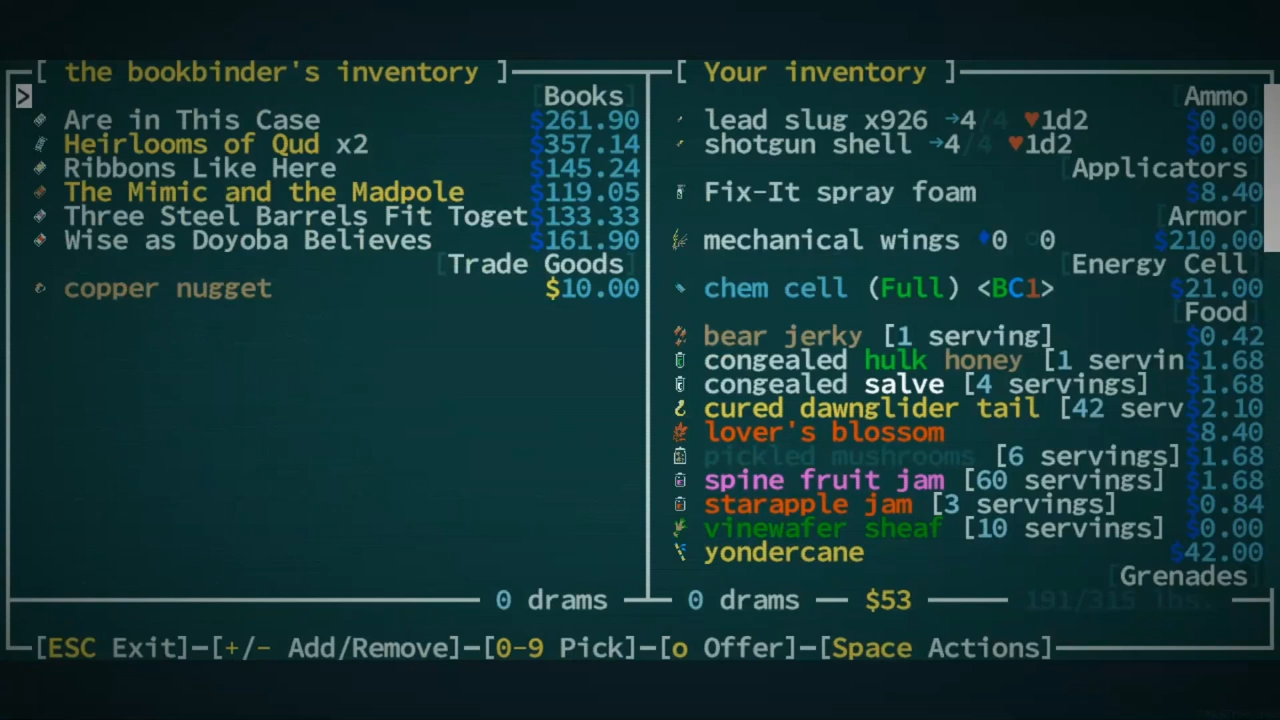 [ the bookbinder's inventory ]
[Books]
Are in This Case $261.90
Heirlooms of Qud x2 $357.14
Ribbons Like Here $145.24
The Mimic and the Madpole $119.05
Three Steel Barrels Fit Toget $133.33
Wise as Doyoba Believes $161.90
[Trade Goods]
copper nugget $10.00
0 drams
[ Your inventory ]
[Ammo]
lead slug x926 →4/4 ♥1d2 $0.00
shotgun shell →4/4 ♥1d2 $0.00
[Applicators]
Fix-It spray foam $8.40
[Armor]
mechanical wings ♦0 ○0 $210.00
[Energy Cell]
chem cell (Full) <BC1> $21.00
[Food]
bear jerky [1 serving] $0.42
congealed hulk honey [1 servin $1.68
congealed salve [4 servings] $1.68
cured dawnglider tail [42 serv $2.10
lover's blossom $8.40
pickled mushrooms [6 servings] $1.68
spine fruit jam [60 servings] $1.68
starapple jam [3 servings] $0.84
vinewafer sheaf [10 servings] $0.00
yondercane $42.00
[Grenades]
0 drams — $53 — 191/315 lbs.
[ESC Exit]-[+/- Add/Remove]-[0-9 Pick]-[o Offer]-[Space Actions]